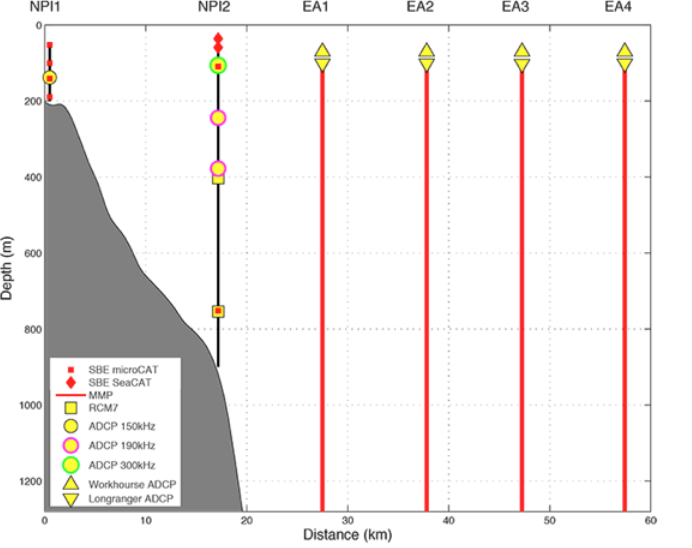 NPI1 NPI2 EA1 EA2 EA3 EA4
0
200
400
600
800
1000
1200
Depth (m)
SBE microCAT
SBE SeaCAT
MMP
RCM7
ADCP 150kHz
ADCP 190kHz
ADCP 300kHz
Workhourse ADCP
Longranger ADCP
0 10 20 30 40 50 60
Distance (km)